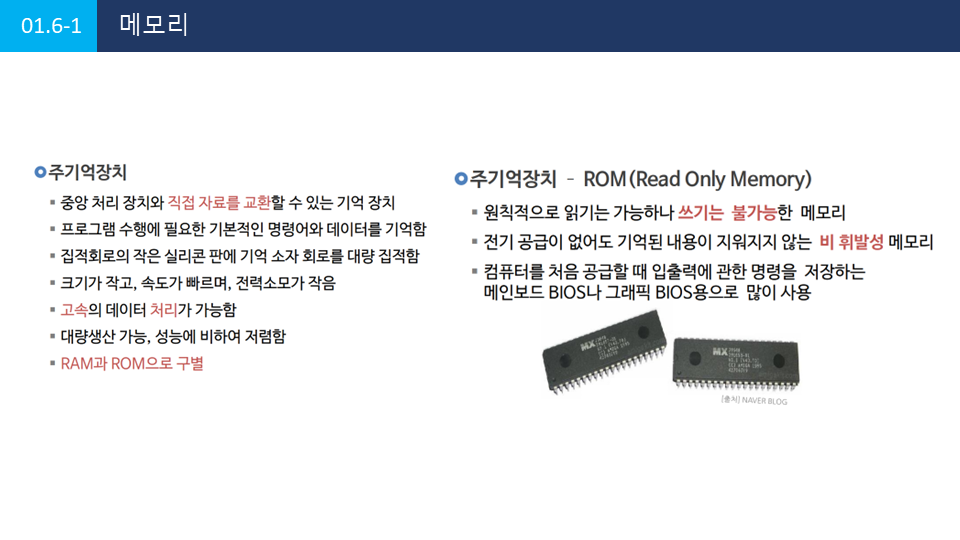 01.6-1 메모리
주기억장치
중앙 처리 장치와 직접 자료를 교환할 수 있는 기억 장치
프로그램 수행에 필요한 기본적인 명령어와 데이터를 기억함
집적회로의 작은 실리콘 판에 기억 소자 회로를 대량 집적함
크기가 작고, 속도가 빠르며, 전력소모가 작음
고속의 데이터 처리가 가능함
대량생산 가능, 성능에 비하여 저렴함
RAM과 ROM으로 구별
주기억장치 - ROM(Read Only Memory)
원칙적으로 읽기는 가능하나 쓰기는 불가능한 메모리
전기 공급이 없어도 기억된 내용이 지워지지 않는 비 휘발성 메모리
컴퓨터를 처음 공급할 때 입출력에 관한 명령을 저장하는
메인보드 BIOS나 그래픽 BIOS용으로 많이 사용
MX
MX
[출처] NAVER BLOG